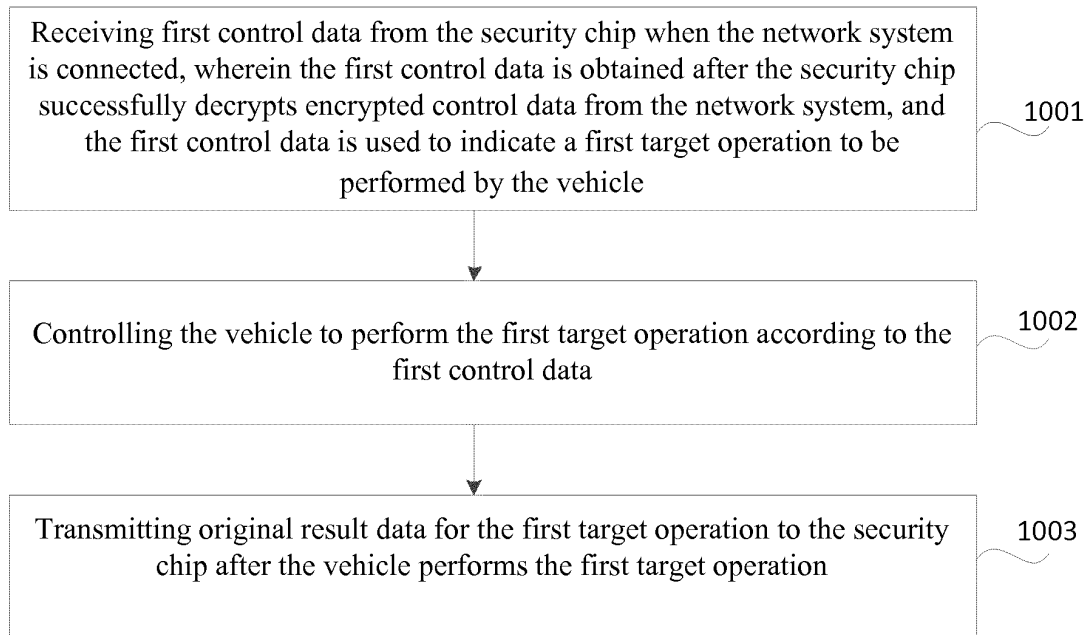 Receiving first control data from the security chip when the network system
is connected, wherein the first control data is obtained after the security chip
successfully decrypts encrypted control data from the network system, and
the first control data is used to indicate a first target operation to be
performed by the vehicle
1001
Controlling the vehicle to perform the first target operation according to the
first control data
1002
Transmitting original result data for the first target operation to the security
chip after the vehicle performs the first target operation
1003